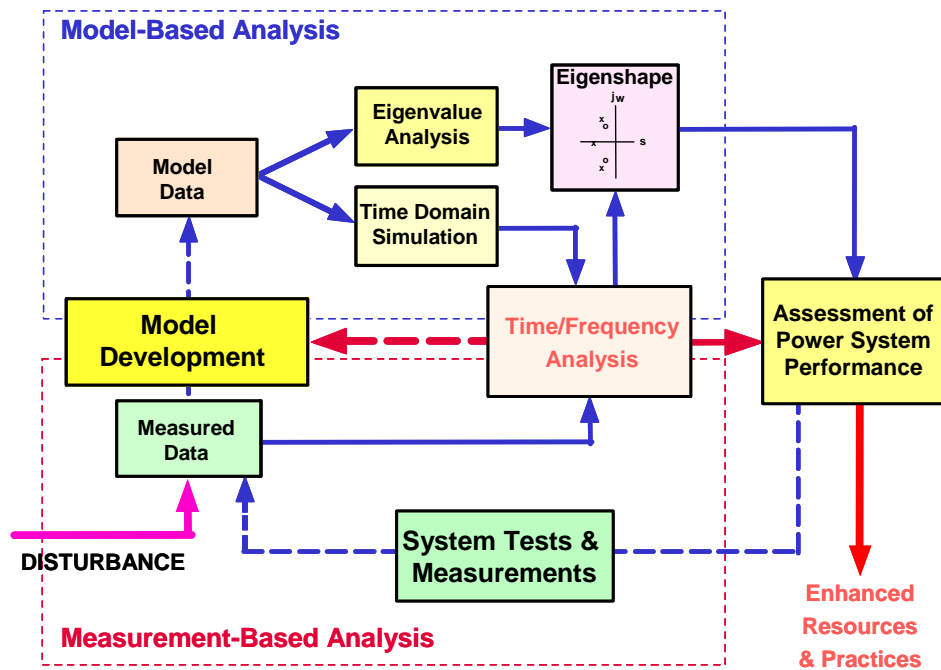 Model-Based Analysis
Eigenshape
jw
x
o
x
s
o
x
Eigenvalue
Analysis
Model
Data
Time Domain
Simulation
Model
Development
Time/Frequency
Analysis
Assessment of
Power System
Performance
Measured
Data
DISTURBANCE
System Tests &
Measurements
Enhanced
Resources
& Practices
Measurement-Based Analysis